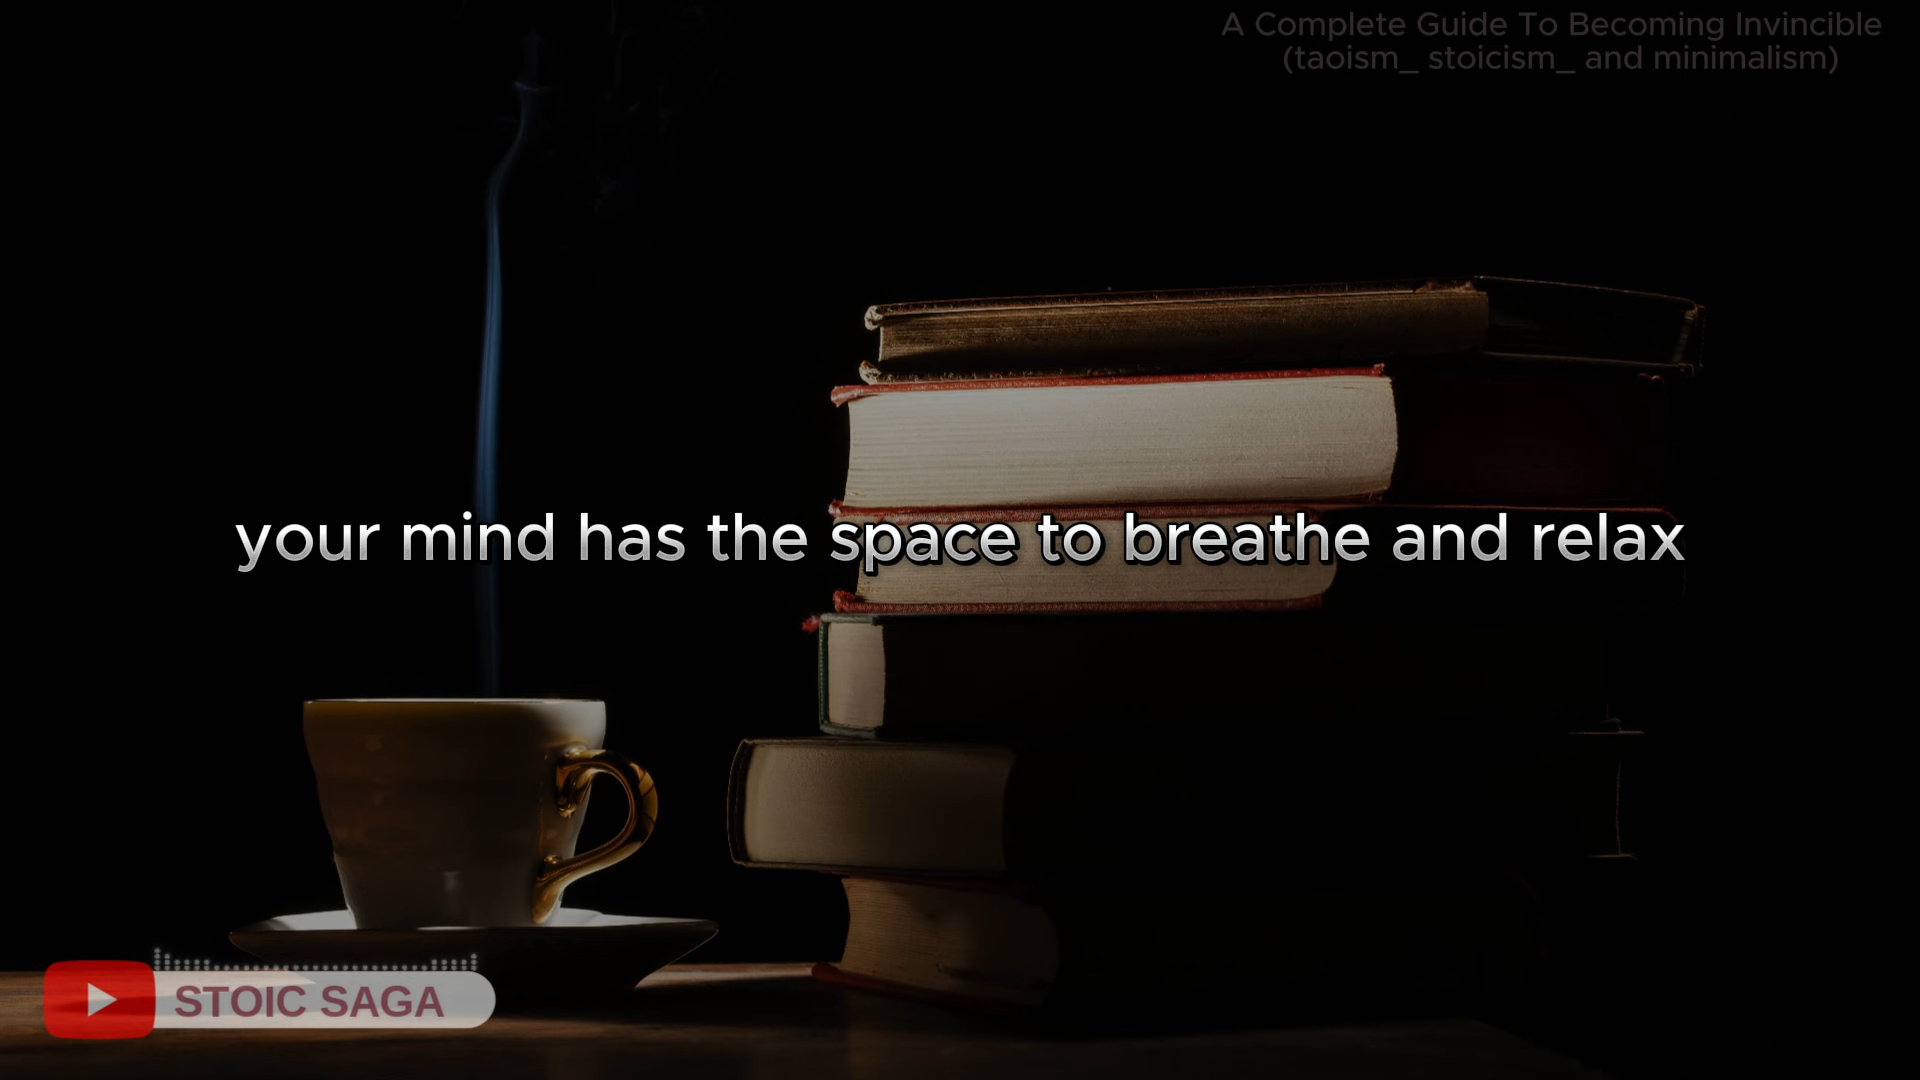 A Complete Guide To Becoming Invincible
(taoism_ stoicism_ and minimalism)
your mind has the space to breathe and relax
STOIC SAGA